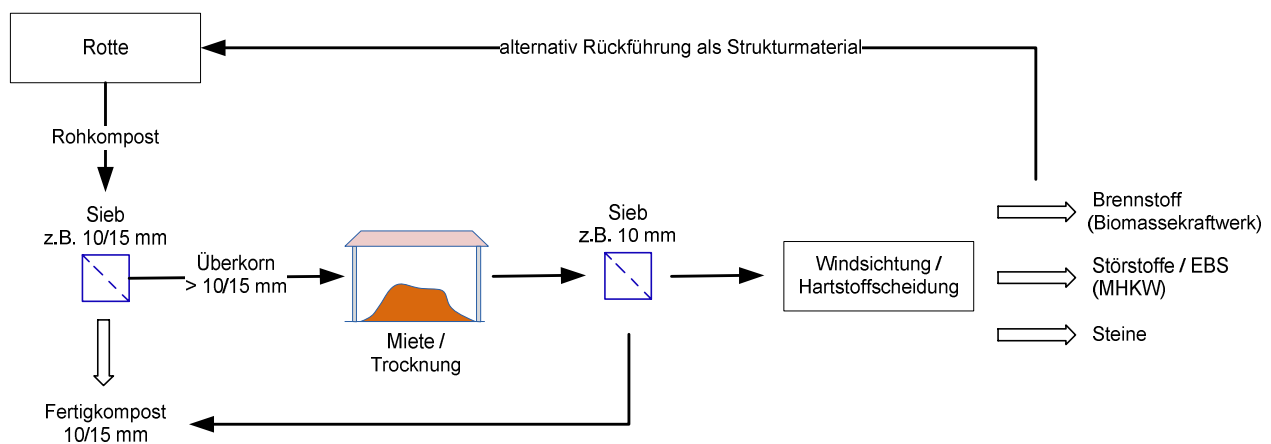 Rotte
alternativ Rückführung als Strukturmaterial
Rohkompost
Sieb
z.B. 10/15 mm
Überkorn
> 10/15 mm
Miete /
Trocknung
Sieb
z.B. 10 mm
Windsichtung /
Hartstoffscheidung
Brennstoff
(Biomassekraftwerk)
Störstoffe / EBS
(MHKW)
Steine
Fertigkompost
10/15 mm